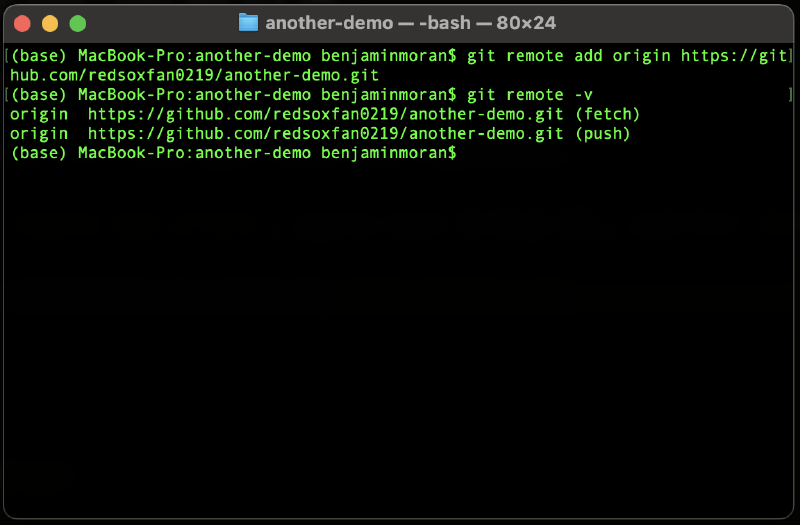 another-demo — -bash — 80×24
[(base) MacBook-Pro:another-demo benjaminmoran$ git remote add origin https://git]
hub.com/redsoxfan0219/another-demo.git
[(base) MacBook-Pro:another-demo benjaminmoran$ git remote -v ]
origin  https://github.com/redsoxfan0219/another-demo.git (fetch)
origin  https://github.com/redsoxfan0219/another-demo.git (push)
(base) MacBook-Pro:another-demo benjaminmoran$